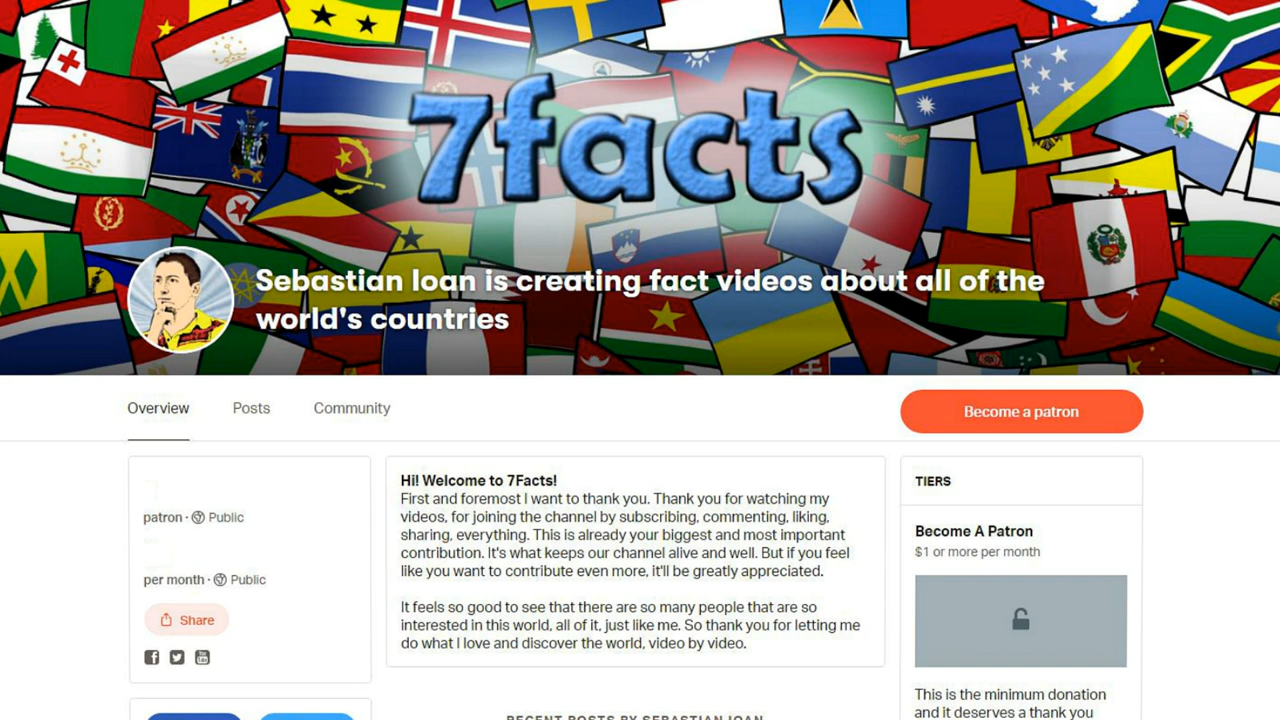 7facts
Sebastian Ioan is creating fact videos about all of the
world's countries
Overview
Posts
Community
Become a patron
patron · Public
per month · Public
Share
Hi! Welcome to 7Facts!
First and foremost I want to thank you. Thank you for watching my
videos, for joining the channel by subscribing, commenting, liking,
sharing, everything. This is already your biggest and most important
contribution. It's what keeps our channel alive and well. But if you feel
like you want to contribute even more, it'll be greatly appreciated.
It feels so good to see that there are so many people that are so
interested in this world, all of it, just like me. So thank you for letting me
do what I love and discover the world, video by video.
RECENT POSTS BY SEBASTIAN IOAN
TIERS
Become A Patron
$1 or more per month
This is the minimum donation
and it deserves a thank you